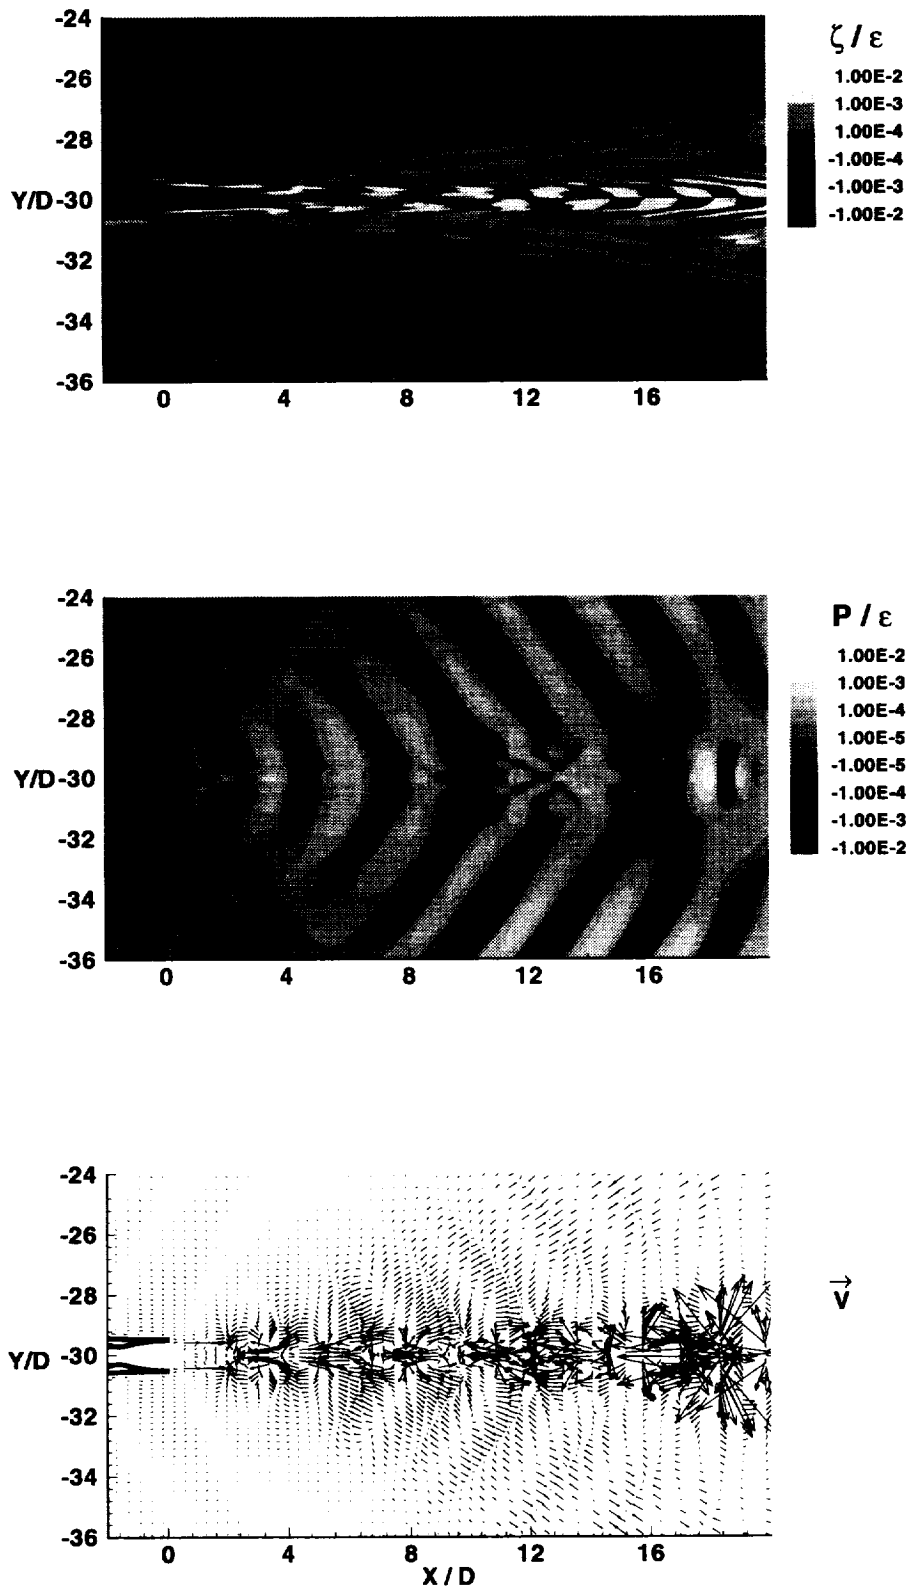 ζ / ε
1.00E-2
1.00E-3
1.00E-4
-1.00E-4
-1.00E-3
-1.00E-2
-24
-26
-28
Y/D -30
-32
-34
-36
0 4 8 12 16
P / ε
1.00E-2
1.00E-3
1.00E-4
1.00E-5
-1.00E-5
-1.00E-4
-1.00E-3
-1.00E-2
-24
-26
-28
Y/D -30
-32
-34
-36
0 4 8 12 16
-24
-26
-28
Y/D -30
-32
-34
-36
0 4 8 12 16
X / D
v⃗